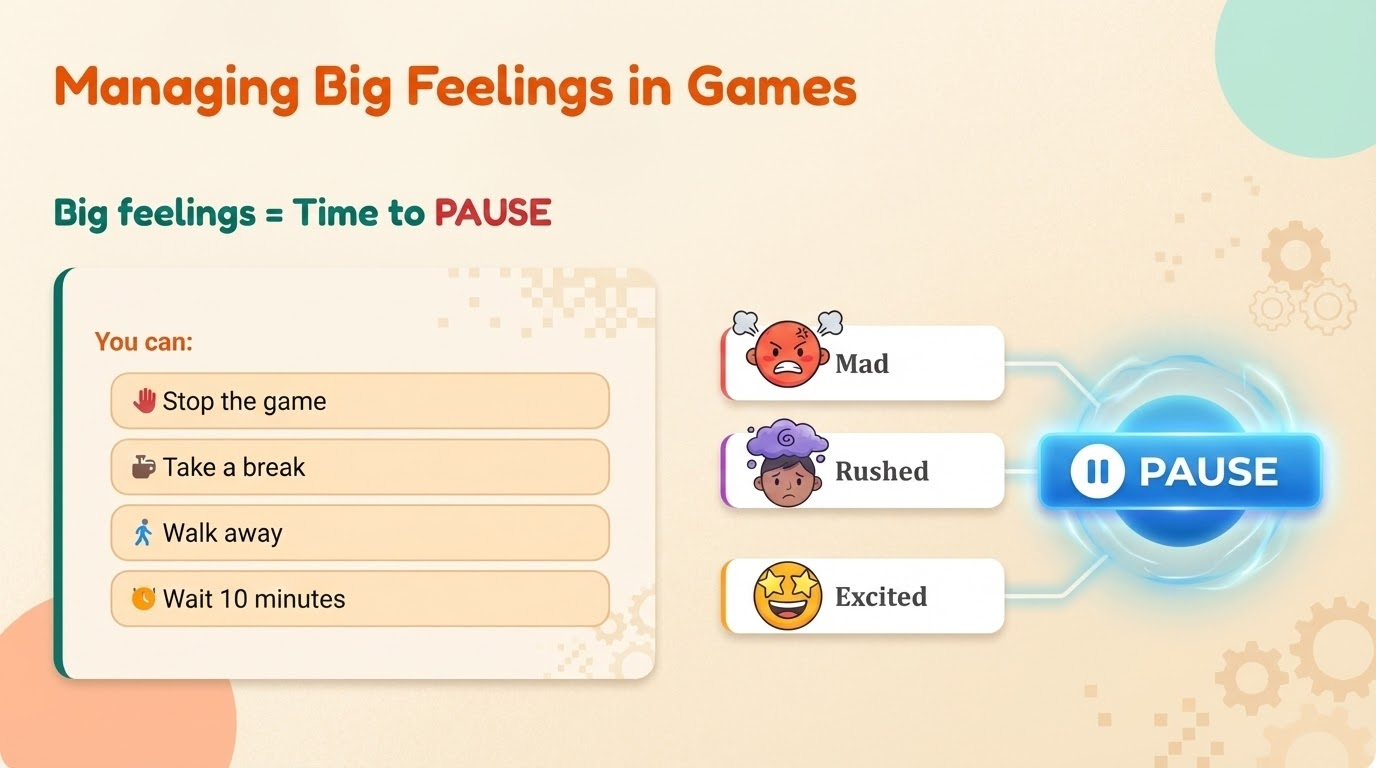 Managing Big Feelings in Games
Big feelings = Time to PAUSE
You can:
Stop the game
Take a break
Walk away
Wait 10 minutes
Mad
Rushed
Excited
PAUSE